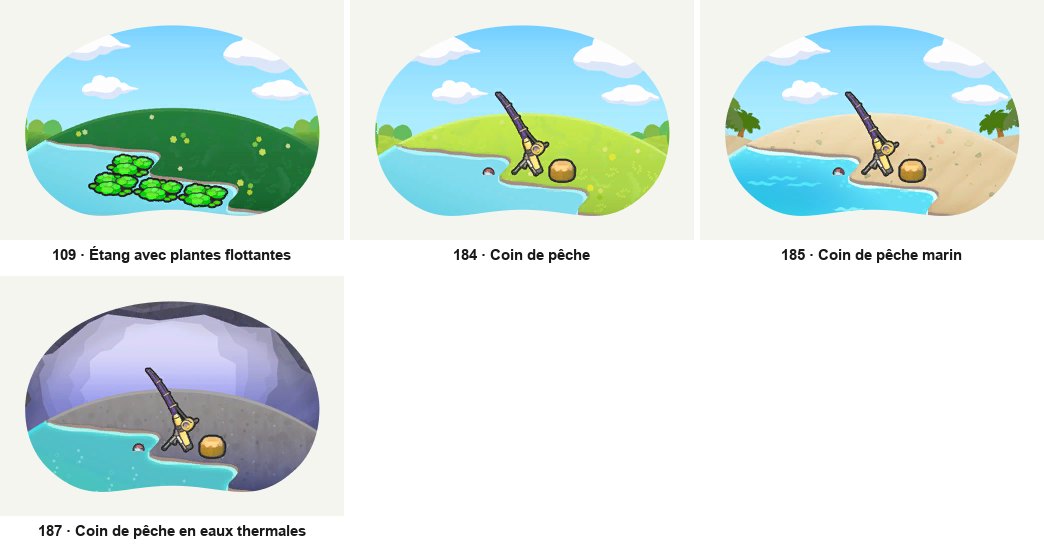 109 · Étang avec plantes flottantes
184 · Coin de pêche
185 · Coin de pêche marin
187 · Coin de pêche en eaux thermales